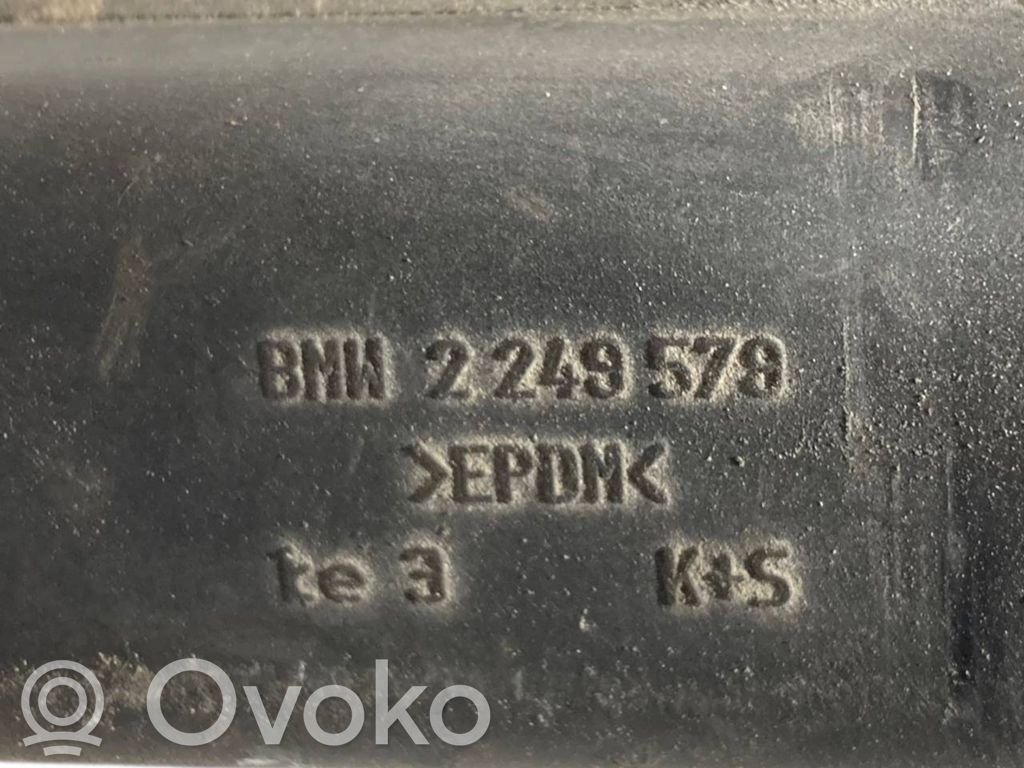 BMW 2 249 579
>EPDM<
te 3 K+S
Ovoko